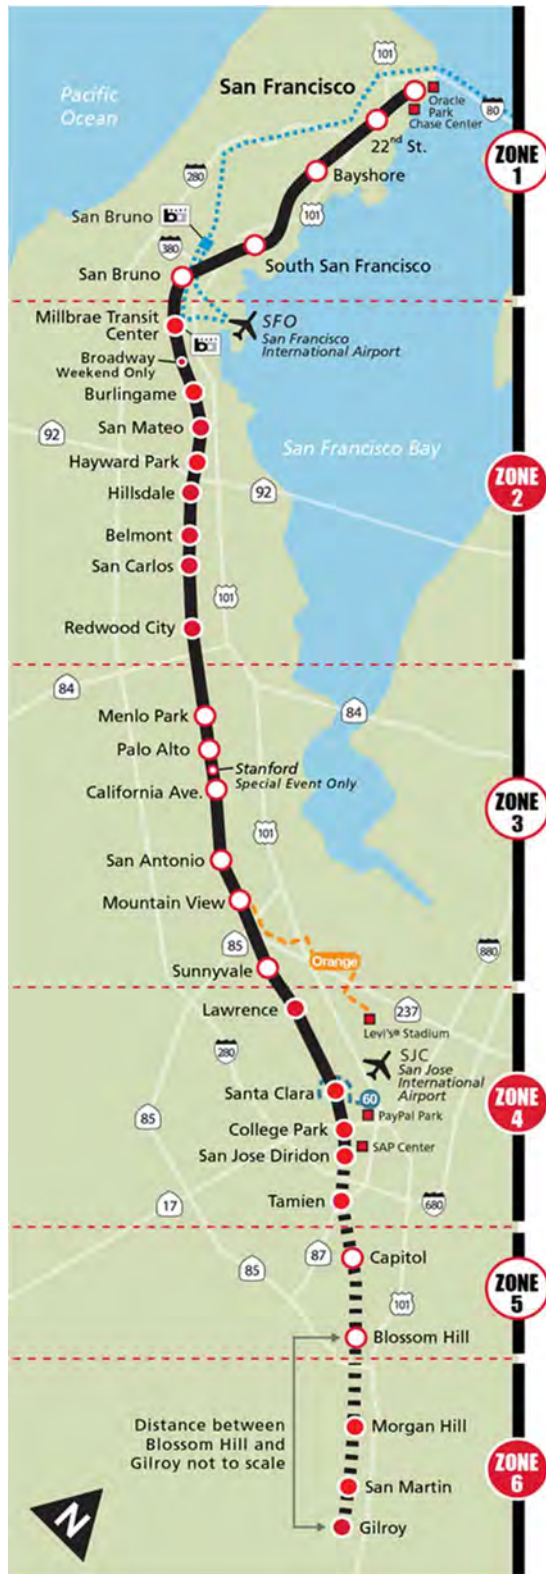 101
San Francisco
Pacific
Ocean
Oracle
Park
Chase Center
80
22nd St.
ZONE
1
280
Bayshore
San Bruno
ba
101
380
South San Francisco
San Bruno
Millbrae Transit
Center
SFO
San Francisco
International Airport
ba
Broadway
Weekend Only
Burlingame
San Mateo
92
San Francisco Bay
Hayward Park
ZONE
2
Hillsdale
92
Belmont
San Carlos
101
Redwood City
84
Menlo Park
84
Palo Alto
Stanford
Special Event Only
California Ave.
ZONE
3
101
San Antonio
Mountain View
85
880
Orange
Sunnyvale
Lawrence
237
Levi's® Stadium
280
SJC
San Jose
International
Airport
Santa Clara
60
ZONE
4
85
PayPal Park
College Park
SAP Center
San Jose Diridon
Tamien
17
680
87
Capitol
85
ZONE
5
101
Blossom Hill
Distance between
Blossom Hill and
Gilroy not to scale
Morgan Hill
ZONE
6
San Martin
N
Gilroy